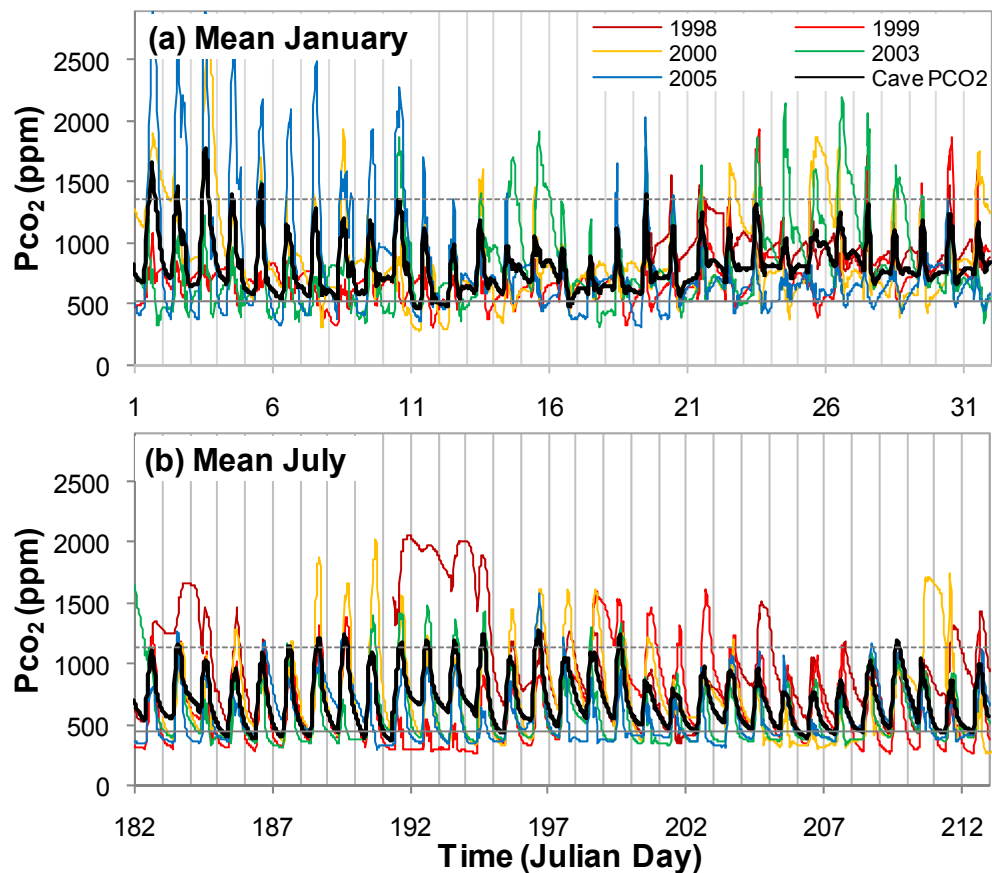 (a) Mean January
1998 1999
2000 2003
2005 Cave PCO2
2500
2000
1500
1000
500
0
Pco₂ (ppm)
1 6 11 16 21 26 31
(b) Mean July
2500
2000
1500
1000
500
0
Pco₂ (ppm)
182 187 192 197 202 207 212
Time (Julian Day)